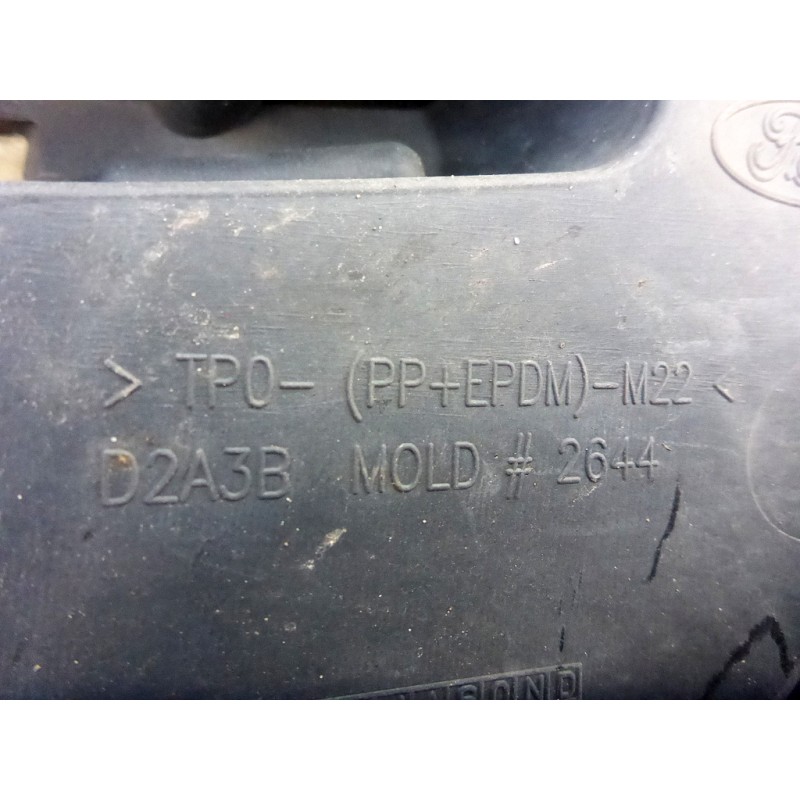 > TPO- (PP+EPDM)-M22 <
D2A3B MOLD # 2644